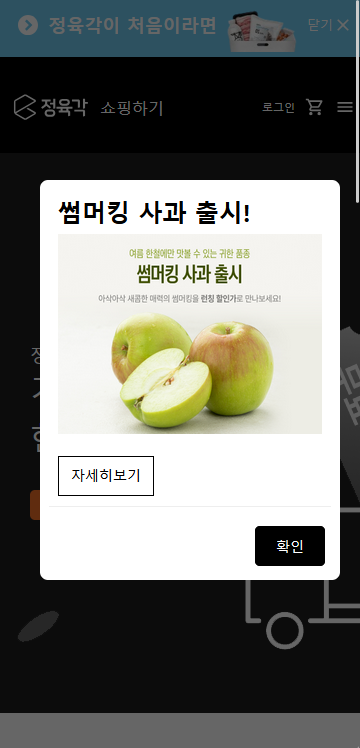 정육각이 처음이라면
닫기
정육각 쇼핑하기
로그인
썸머킹 사과 출시!
여름 한철에만 맛볼 수 있는 귀한 품종
썸머킹 사과 출시
아삭아삭 새콤한 매력의 썸머킹을 런칭 할인가로 만나보세요!
자세히보기
확인